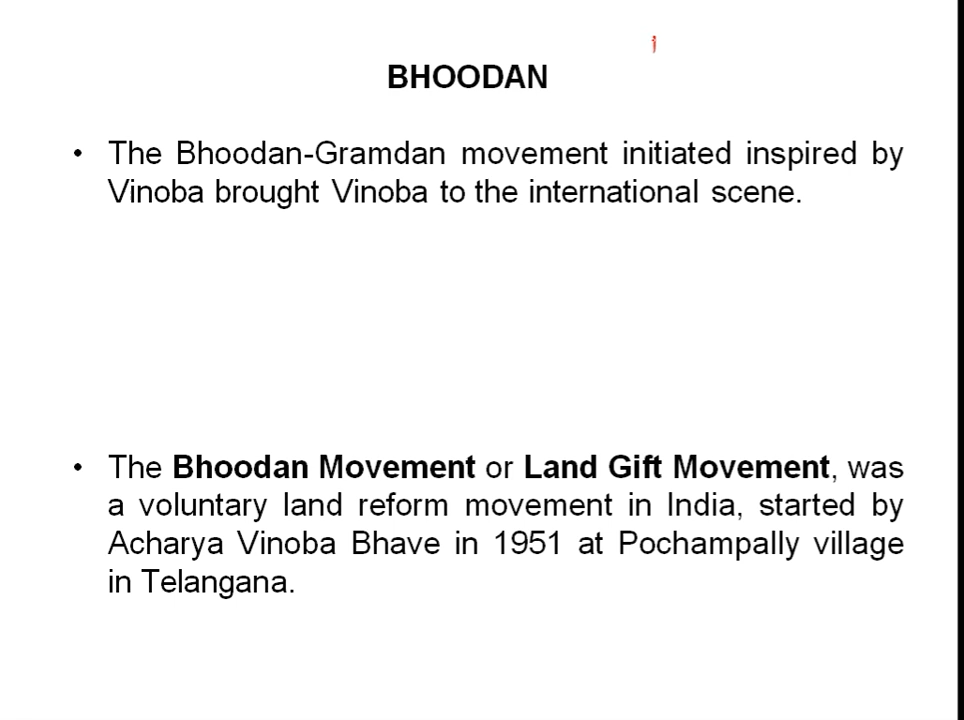 BHOODAN
• The Bhoodan-Gramdan movement initiated inspired by
Vinoba brought Vinoba to the international scene.
• The Bhoodan Movement or Land Gift Movement, was
a voluntary land reform movement in India, started by
Acharya Vinoba Bhave in 1951 at Pochampally village
in Telangana.